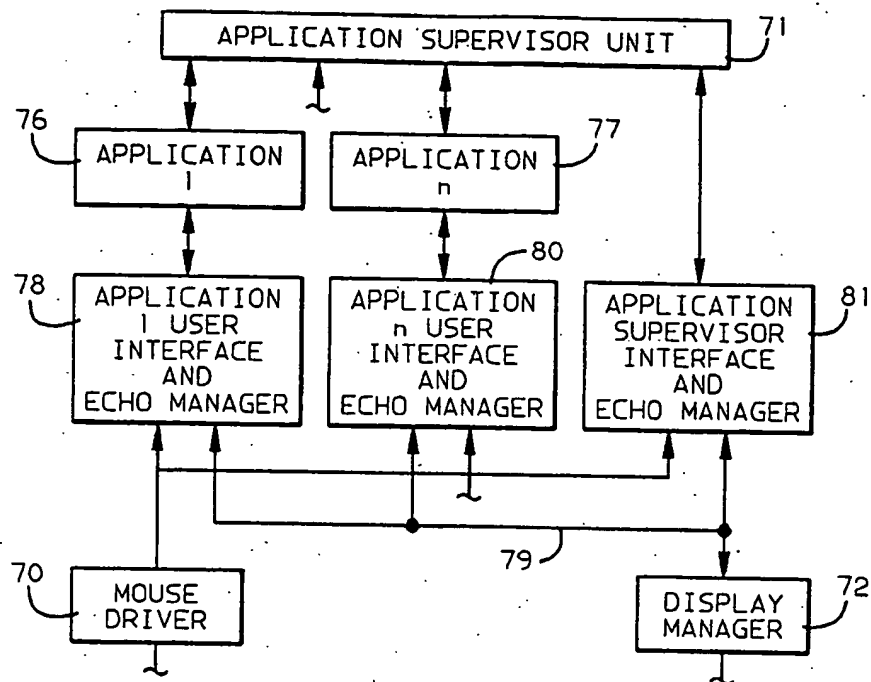 APPLICATION SUPERVISOR UNIT
71
76
APPLICATION
1
APPLICATION
n
77
78
APPLICATION
1 USER
INTERFACE
AND
ECHO MANAGER
80
APPLICATION
n USER
INTERFACE
AND
ECHO MANAGER
APPLICATION
SUPERVISOR
INTERFACE
AND
ECHO MANAGER
81
79
70
MOUSE
DRIVER
DISPLAY
MANAGER
72